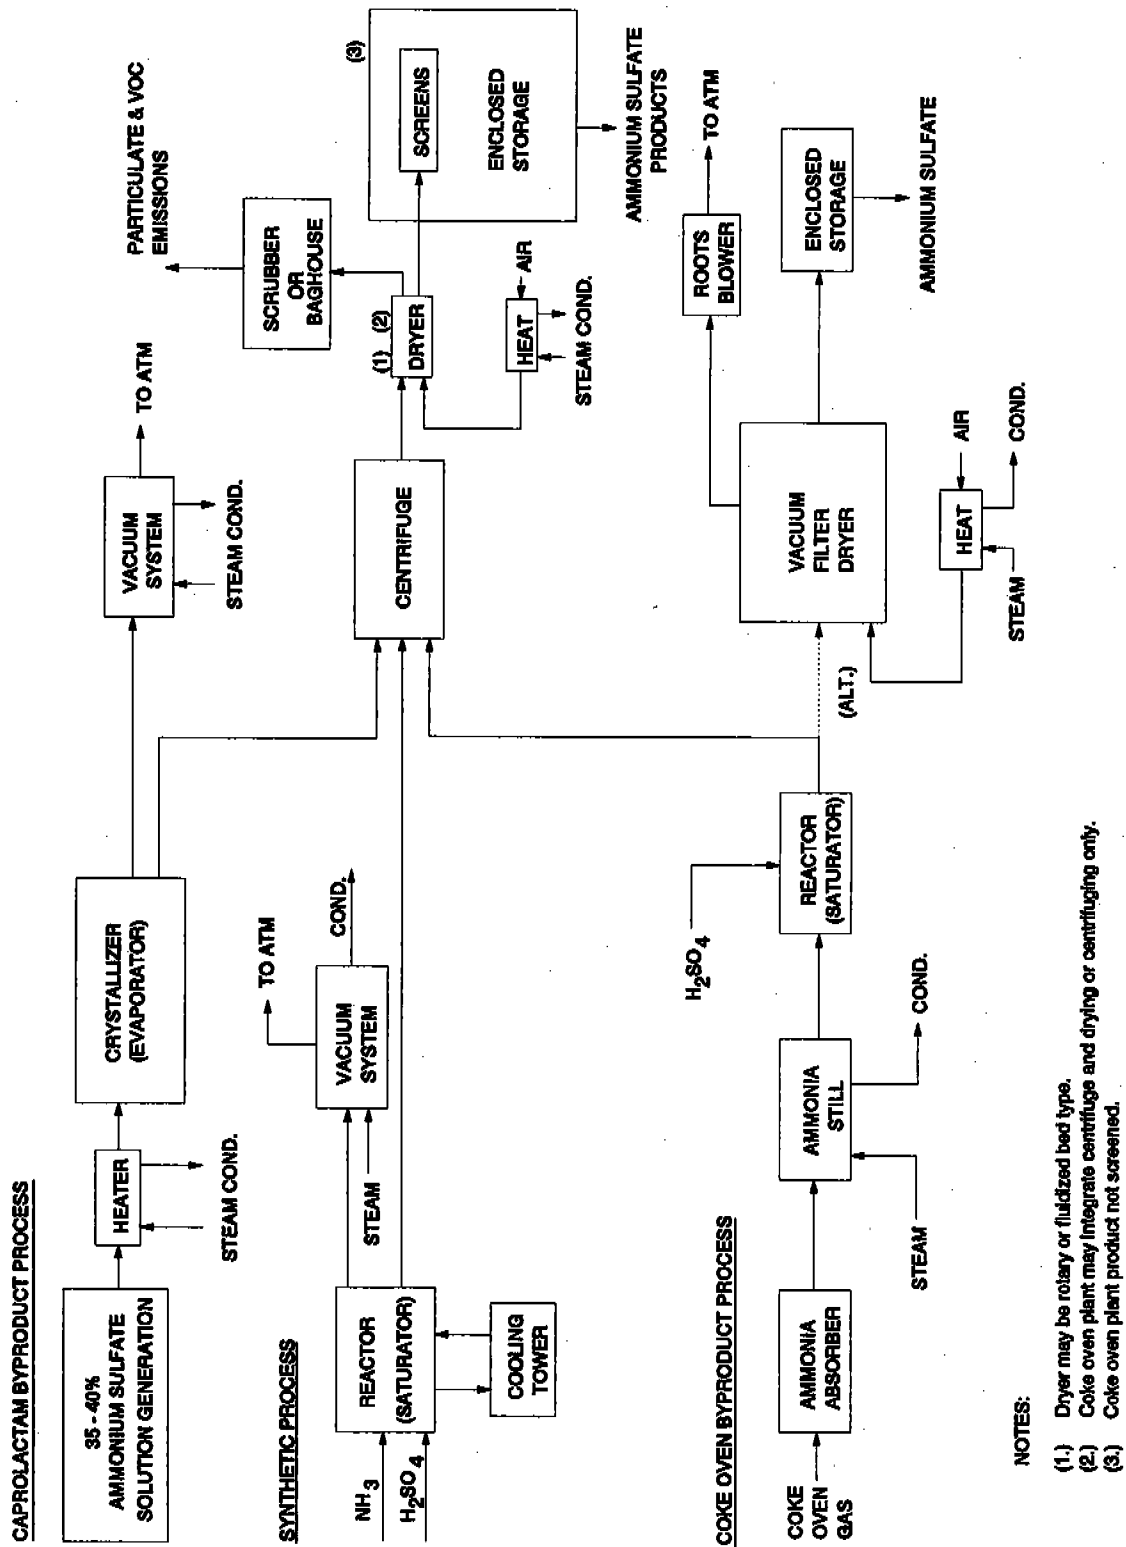 CAPROLACTAM BYPRODUCT PROCESS
35 - 40%
AMMONIUM SULFATE
SOLUTION GENERATION
HEATER
STEAM COND.
CRYSTALLIZER
(EVAPORATOR)
VACUUM
SYSTEM
TO ATM
STEAM COND.
PARTICULATE & VOC
EMISSIONS
SCRUBBER
OR
BAGHOUSE
SYNTHETIC PROCESS
NH3
H2SO4
REACTOR
(SATURATOR)
COOLING
TOWER
STEAM
VACUUM
SYSTEM
TO ATM
COND.
CENTRIFUGE
(1) (2)
DRYER
HEAT
AIR
STEAM COND.
(3)
SCREENS
ENCLOSED
STORAGE
AMMONIUM SULFATE
PRODUCTS
COKE OVEN BYPRODUCT PROCESS
COKE
OVEN
GAS
AMMONIA
ABSORBER
STEAM
AMMONIA
STILL
COND.
H2SO4
REACTOR
(SATURATOR)
(ALT.)
VACUUM
FILTER
DRYER
STEAM
HEAT
AIR
COND.
ROOTS
BLOWER
TO ATM
ENCLOSED
STORAGE
AMMONIUM SULFATE
NOTES:
(1.) Dryer may be rotary or fluidized bed type.
(2.) Coke oven plant may integrate centrifuge and drying or centrifuging only.
(3.) Coke oven plant product not screened.